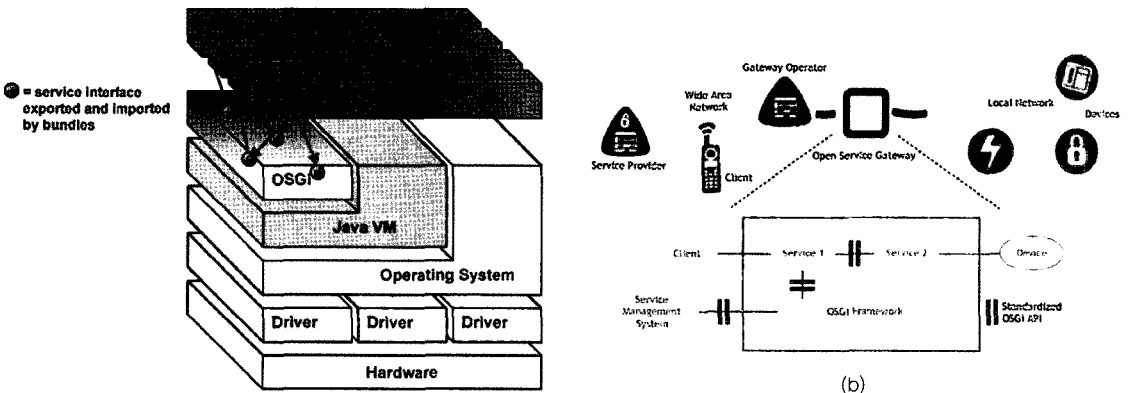 = service interface
exported and imported
by bundles
OSGI
Java VM
Operating System
Driver
Driver
Driver
Hardware
Gateway Operator
Wide Area
Network
Local Network
Devices
Service Provider
Open Service Gateway
Client
Client
Service 1
Service 2
Device
Service
Management
System
OSGI Framework
Standardized
OSGI API
(b)